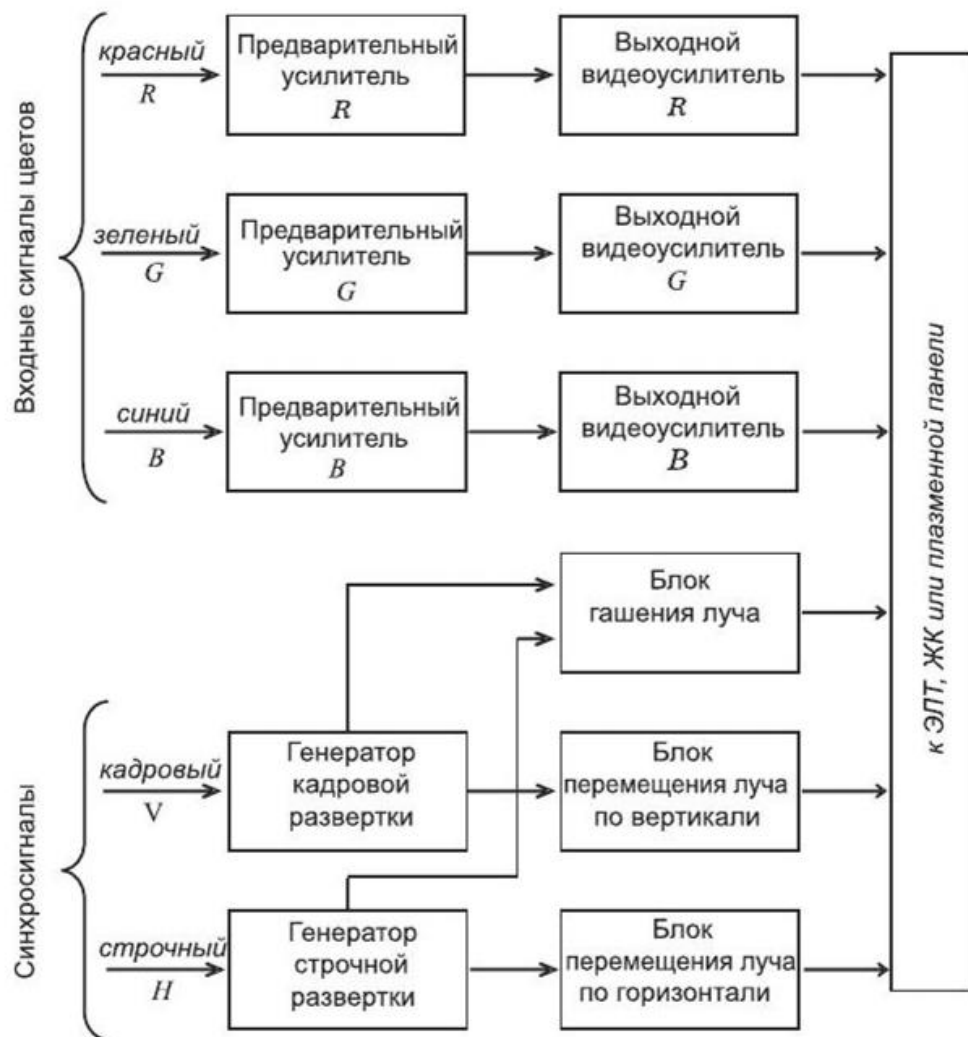 Входные сигналы цветов
красный
R
Предварительный
усилитель
R
Выходной
видеоусилитель
R
зеленый
G
Предварительный
усилитель
G
Выходной
видеоусилитель
G
синий
B
Предварительный
усилитель
B
Выходной
видеоусилитель
B
к ЭЛТ, ЖК или плазменной панели
Блок
гашения луча
Синхросигналы
кадровый
V
Генератор
кадровой
развертки
Блок
перемещения луча
по вертикали
строчный
H
Генератор
строчной
развертки
Блок
перемещения луча
по горизонтали